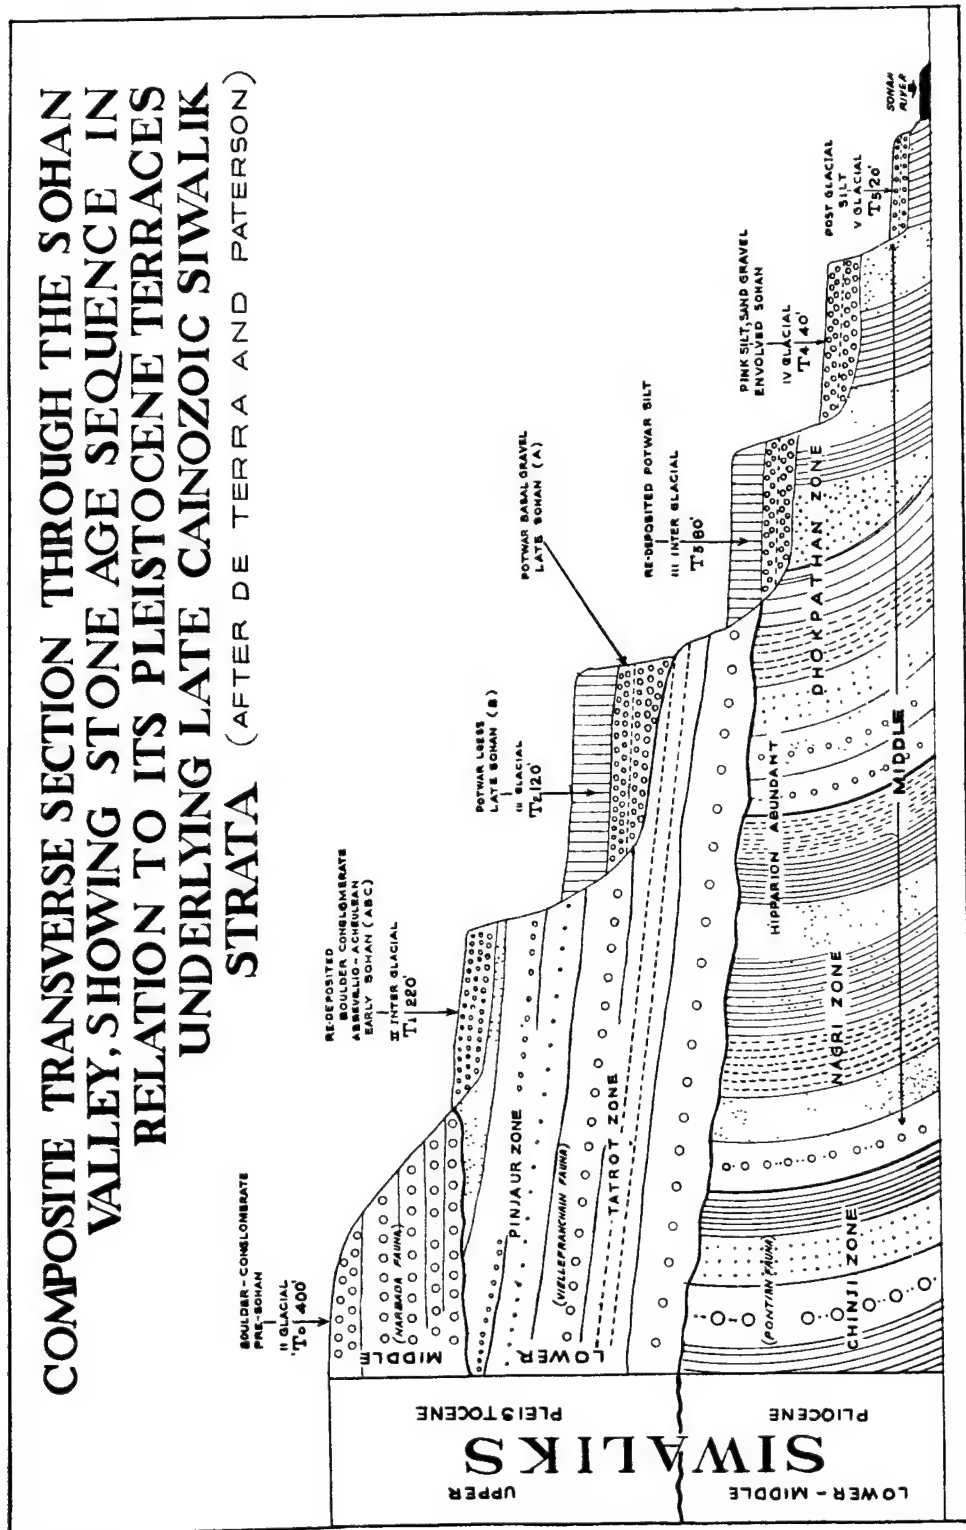 COMPOSITE TRANSVERSE SECTION THROUGH THE SOHAN
VALLEY, SHOWING STONE AGE SEQUENCE IN
RELATION TO ITS PLEISTOCENE TERRACES
UNDERLYING LATE CAINOZOIC SIWALIK
STRATA (AFTER DE TERRA AND PATERSON)
BOULDER-CONGLOMERATE
PRE-SOHAN
II GLACIAL
T0 400'
RE-DEPOSITED
BOULDER CONGLOMERATE
ABBEVILLIO-ACHEULEAN
EARLY SOHAN (ABC)
II INTER GLACIAL
T1 220'
POTWAR LOESS
LATE SOHAN (B)
III GLACIAL
T2 120'
POTWAR BASAL GRAVEL
LATE SOHAN (A)
RE-DEPOSITED POTWAR SILT
III INTER GLACIAL
T3 80'
PINK SILT, SAND GRAVEL
ENVOLVED SOHAN
IV GLACIAL
T4 40'
POST GLACIAL
SILT
V GLACIAL
T5 20'
SOHAN
RIVER
MIDDLE
(NARBADA FAUNA)
PINJAUR ZONE
LOWER
(VIELLEFRANCHAIN FAUNA)
TATROT ZONE
CHINJI ZONE
(PONTIAN FAUNA)
NAGRI ZONE
HIPPARION ABUNDANT
DHOKPATHAN ZONE
MIDDLE
UPPER
PLEISTOCENE
SIWALIKS
LOWER-MIDDLE
PLIOCENE